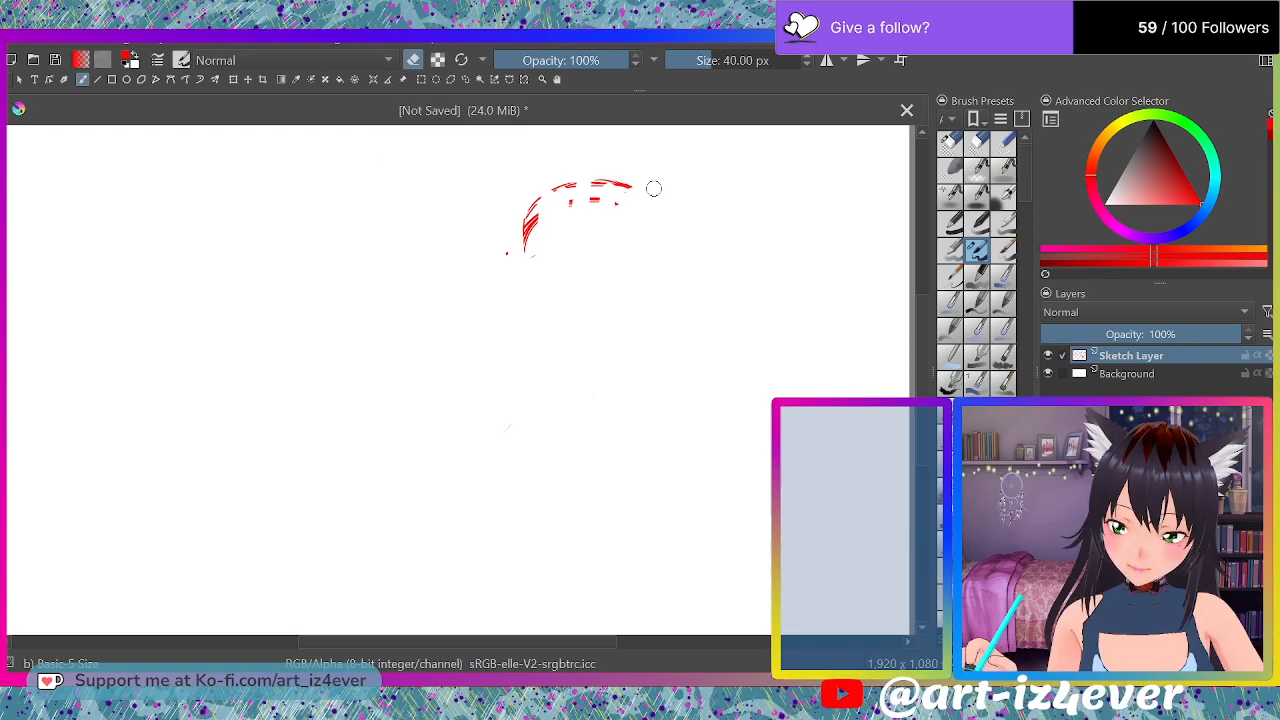 Give a follow?
59 / 100 Followers
Normal
Opacity: 100%
Size: 40.00 px
[Not Saved] (24.0 MiB) *
Brush Presets
Advanced Color Selector
Layers
Normal
Opacity: 100%
Sketch Layer
Background
b) Basic-5 Size
RGB/Alpha (8-bit integer/channel) sRGB-elle-V2-srgbtrc.icc
1,920 x 1,080
Support me at Ko-fi.com/art_iz4ever
@art-iz4ever